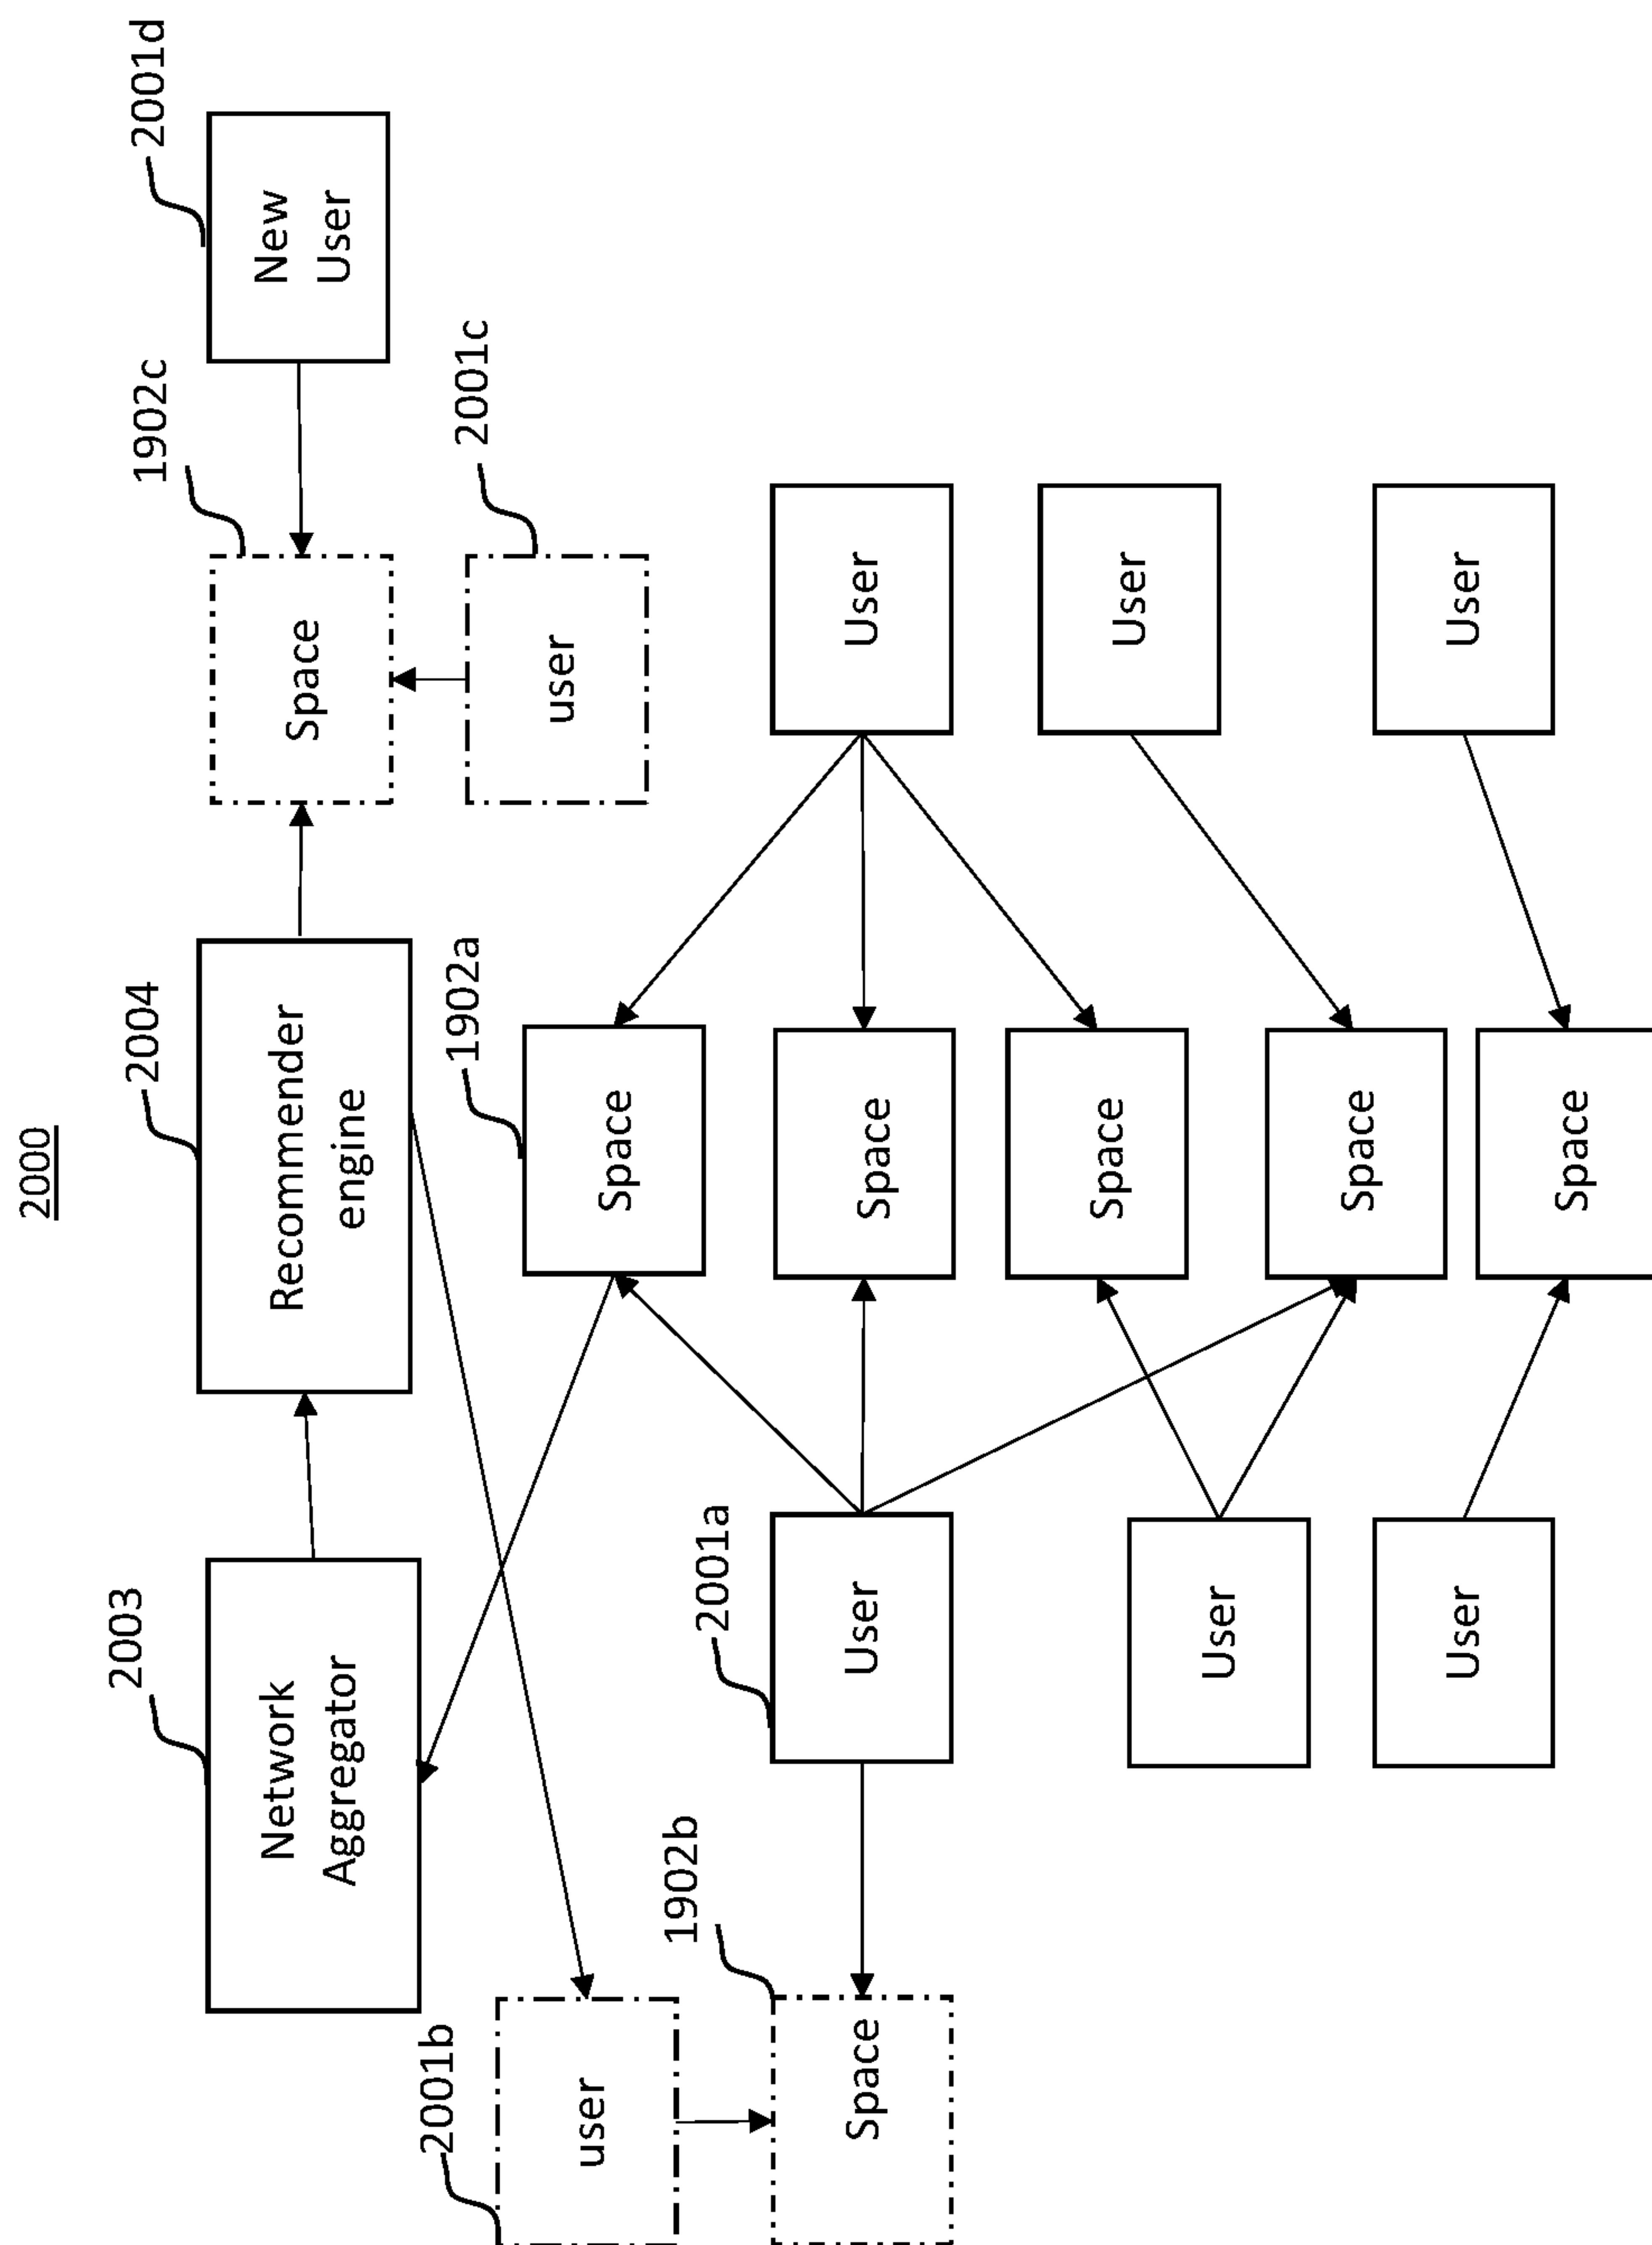 2000
2003
2004
1902c
2001d
Network
Aggregator
Recommender
engine
Space
New
User
2001b
1902a
2001c
user
Space
user
1902b
2001a
Space
User
Space
User
Space
User
User
Space
User
Space
User